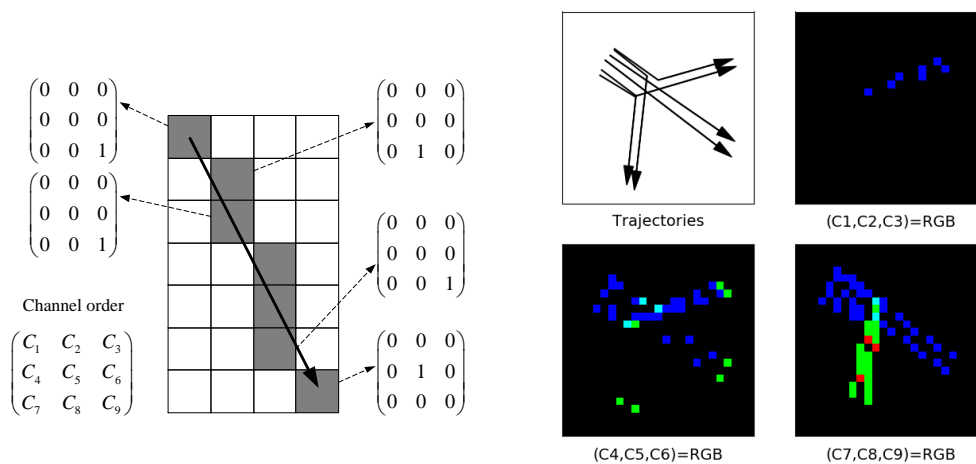 0 0 0
0 0 0
0 0 1
0 0 0
0 0 0
0 1 0
0 0 0
0 0 0
0 0 1
0 0 0
0 0 0
0 0 1
0 0 0
0 1 0
0 0 0
Channel order
C1 C2 C3
C4 C5 C6
C7 C8 C9
Trajectories
(C1,C2,C3)=RGB
(C4,C5,C6)=RGB
(C7,C8,C9)=RGB